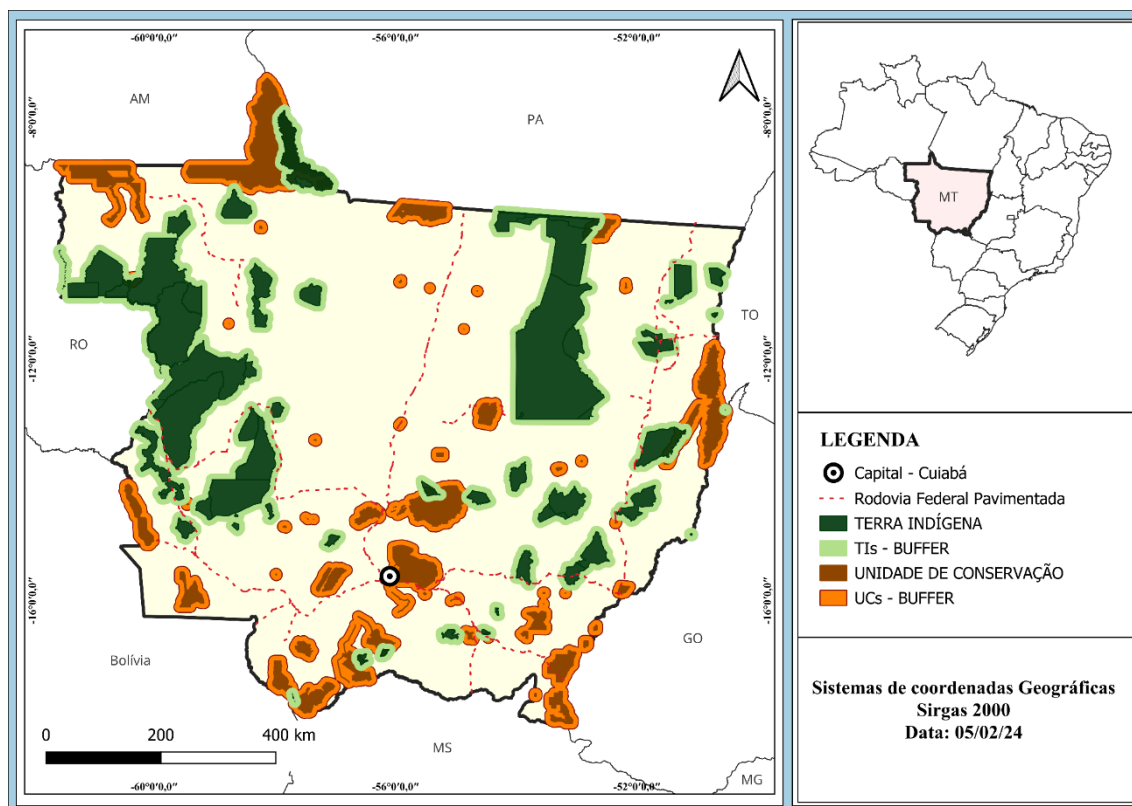 -60°0'0,0"
-56°0'0,0"
-52°0'0,0"
AM
PA
-8°0'0,0"
-8°0'0,0"
MT
RO
TO
-12°0'0,0"
-12°0'0,0"
-16°0'0,0"
-16°0'0,0"
Bolívia
GO
MS
MG
0 200 400 km
-60°0'0,0"
-56°0'0,0"
-52°0'0,0"
LEGENDA
Capital - Cuiabá
Rodovia Federal Pavimentada
TERRA INDÍGENA
TIs - BUFFER
UNIDADE DE CONSERVAÇÃO
UCs - BUFFER
Sistemas de coordenadas Geográficas
Sirgas 2000
Data: 05/02/24